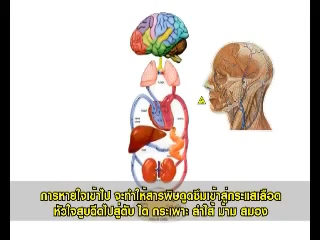 การหายใจเข้าไป จะทำให้สารพิษดูดซึมเข้าสู่กระแสเลือด
หัวใจสูบฉีดไปสู่ตับ ไต กระเพาะ ลำไส้ ม้าม สมอง